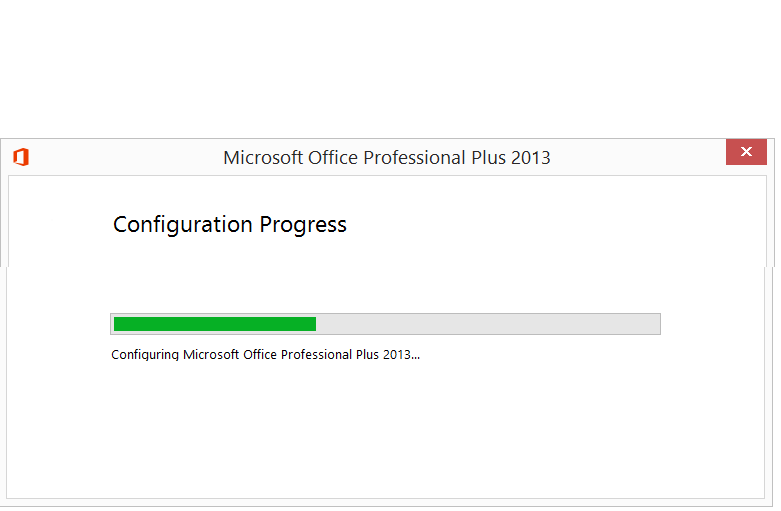 Microsoft Office Professional Plus 2013
Configuration Progress
Configuring Microsoft Office Professional Plus 2013...